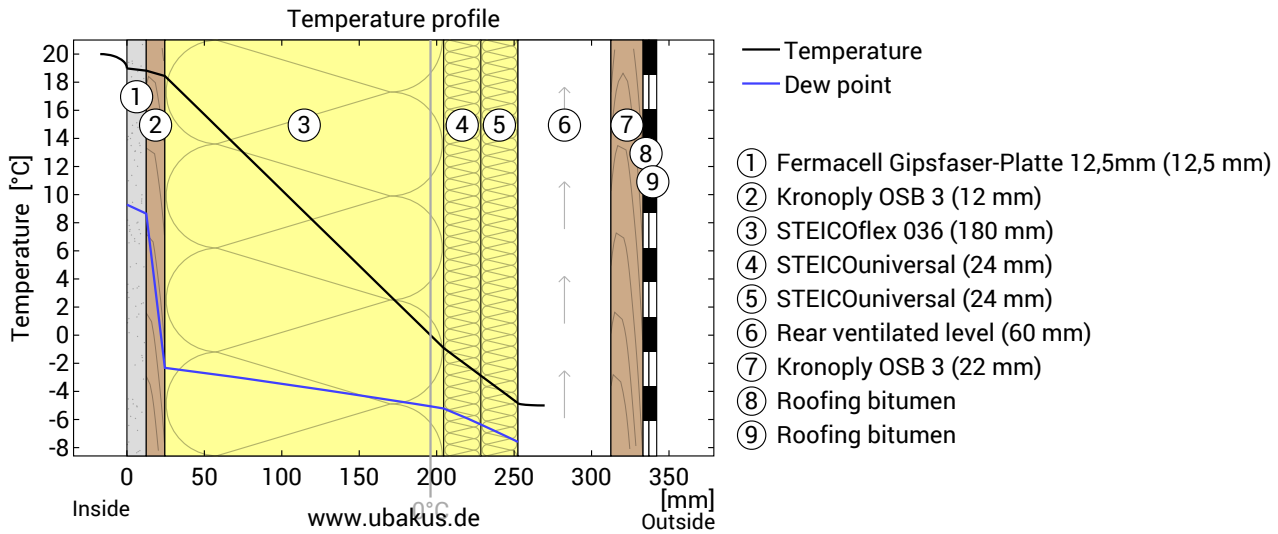 Temperature profile
Temperature [°C]
20
18
16
14
12
10
8
6
4
2
0
-2
-4
-6
-8
1
2
3
4
5
6
7
8
9
0
50
100
150
200
250
300
350
[mm]
Inside
0°C
www.ubakus.de
Outside
Temperature
Dew point
1 Fermacell Gipsfaser-Platte 12,5mm (12,5 mm)
2 Kronoply OSB 3 (12 mm)
3 STEICOflex 036 (180 mm)
4 STEICOuniversal (24 mm)
5 STEICOuniversal (24 mm)
6 Rear ventilated level (60 mm)
7 Kronoply OSB 3 (22 mm)
8 Roofing bitumen
9 Roofing bitumen